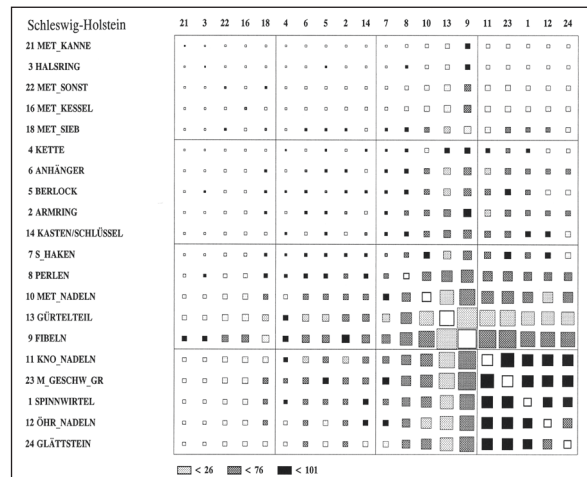 Schleswig-Holstein 21 3 22 16 18 4 6 5 2 14 7 8 10 13 9 11 23 1 12 24
21 MET_KANNE
3 HALSRING
22 MET_SONST
16 MET_KESSEL
18 MET_SIEB
4 KETTE
6 ANHÄNGER
5 BERLOCK
2 ARMRING
14 KASTEN/SCHLÜSSEL
7 S_HAKEN
8 PERLEN
10 MET_NADELN
13 GÜRTELTEIL
9 FIBELN
11 KNO_NADELN
23 M_GESCHW_GR
1 SPINNWIRTEL
12 ÖHR_NADELN
24 GLÄTTSTEIN
< 26 < 76 < 101